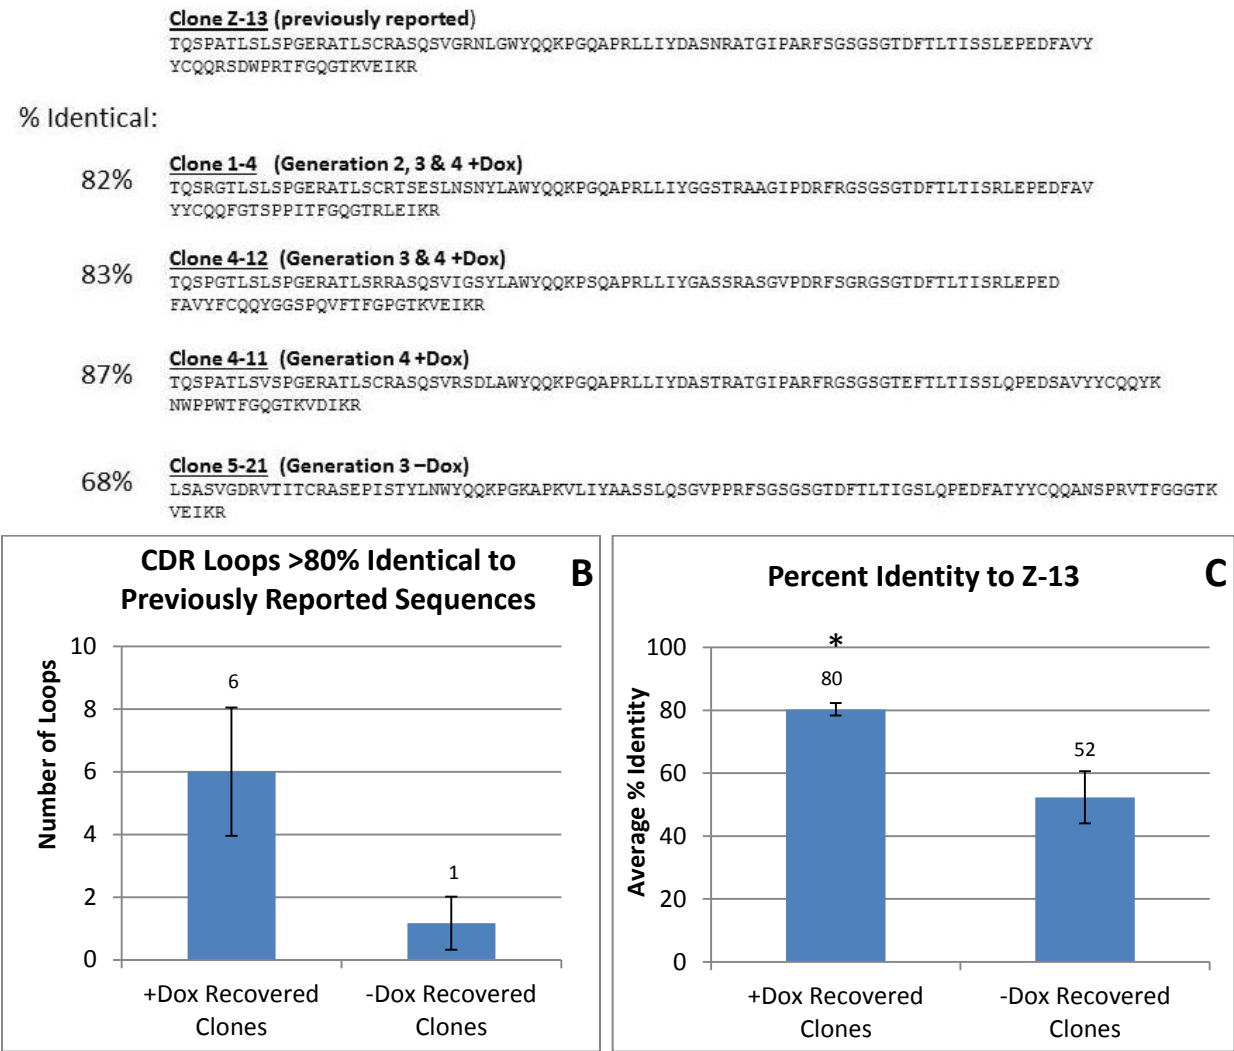 Clone Z-13 (previously reported)
TQSPATLSLSPGERATLSCRASQSVGRNLGWYQQKPGQAPRLLIYDASNRATGIPARFSGSGSGTDFTLTISSLEPEDFAVY
YCQQRSDWPRTFGQGTKVEIKR
% Identical:
82%
Clone 1-4 (Generation 2, 3 & 4 +Dox)
TQSRGTLSLSPGERATLSCRTSESLNSNYLAWYQQKPGQAPRLLIYGGSTRAAGIPDRFRGSGSGTDFTLTISRLEPEDFAV
YYCQQFGTSPPITFGQGTRLEIKR
83%
Clone 4-12 (Generation 3 & 4 +Dox)
TQSPGTLSLSPGERATLSRRASQSVIGSYLAWYQQKPSQAPRLLIYGASSRASGVPDRFSGRGSGTDFTLTISRLEPED
FAVYFCQQYGGSPQVFTFGPGTKVEIKR
87%
Clone 4-11 (Generation 4 +Dox)
TQSPATLSVSPGERATLSCRASQSVRSDLAWYQQKPGQAPRLLIYDASTRATGIPARFRGSGSGTEFTLTISSLQPEDSAVYYCQQYK
NWPPWTFGQGTKVDIKR
68%
Clone 5-21 (Generation 3 –Dox)
LSASVGDRVTITCRASEPISTYLNWYQQKPGKAPKVLIYAASSLQSGVPPRFSGSGSGTDFTLTIGSLQPEDFATYYCQQANSPRVTFGGGTK
VEIKR
CDR Loops >80% Identical to
Previously Reported Sequences
B
Number of Loops
10
8
6
4
2
0
6
1
+Dox Recovered
Clones
-Dox Recovered
Clones
Percent Identity to Z-13
C
Average % Identity
100
80
60
40
20
0
*
80
52
+Dox Recovered
Clones
-Dox Recovered
Clones